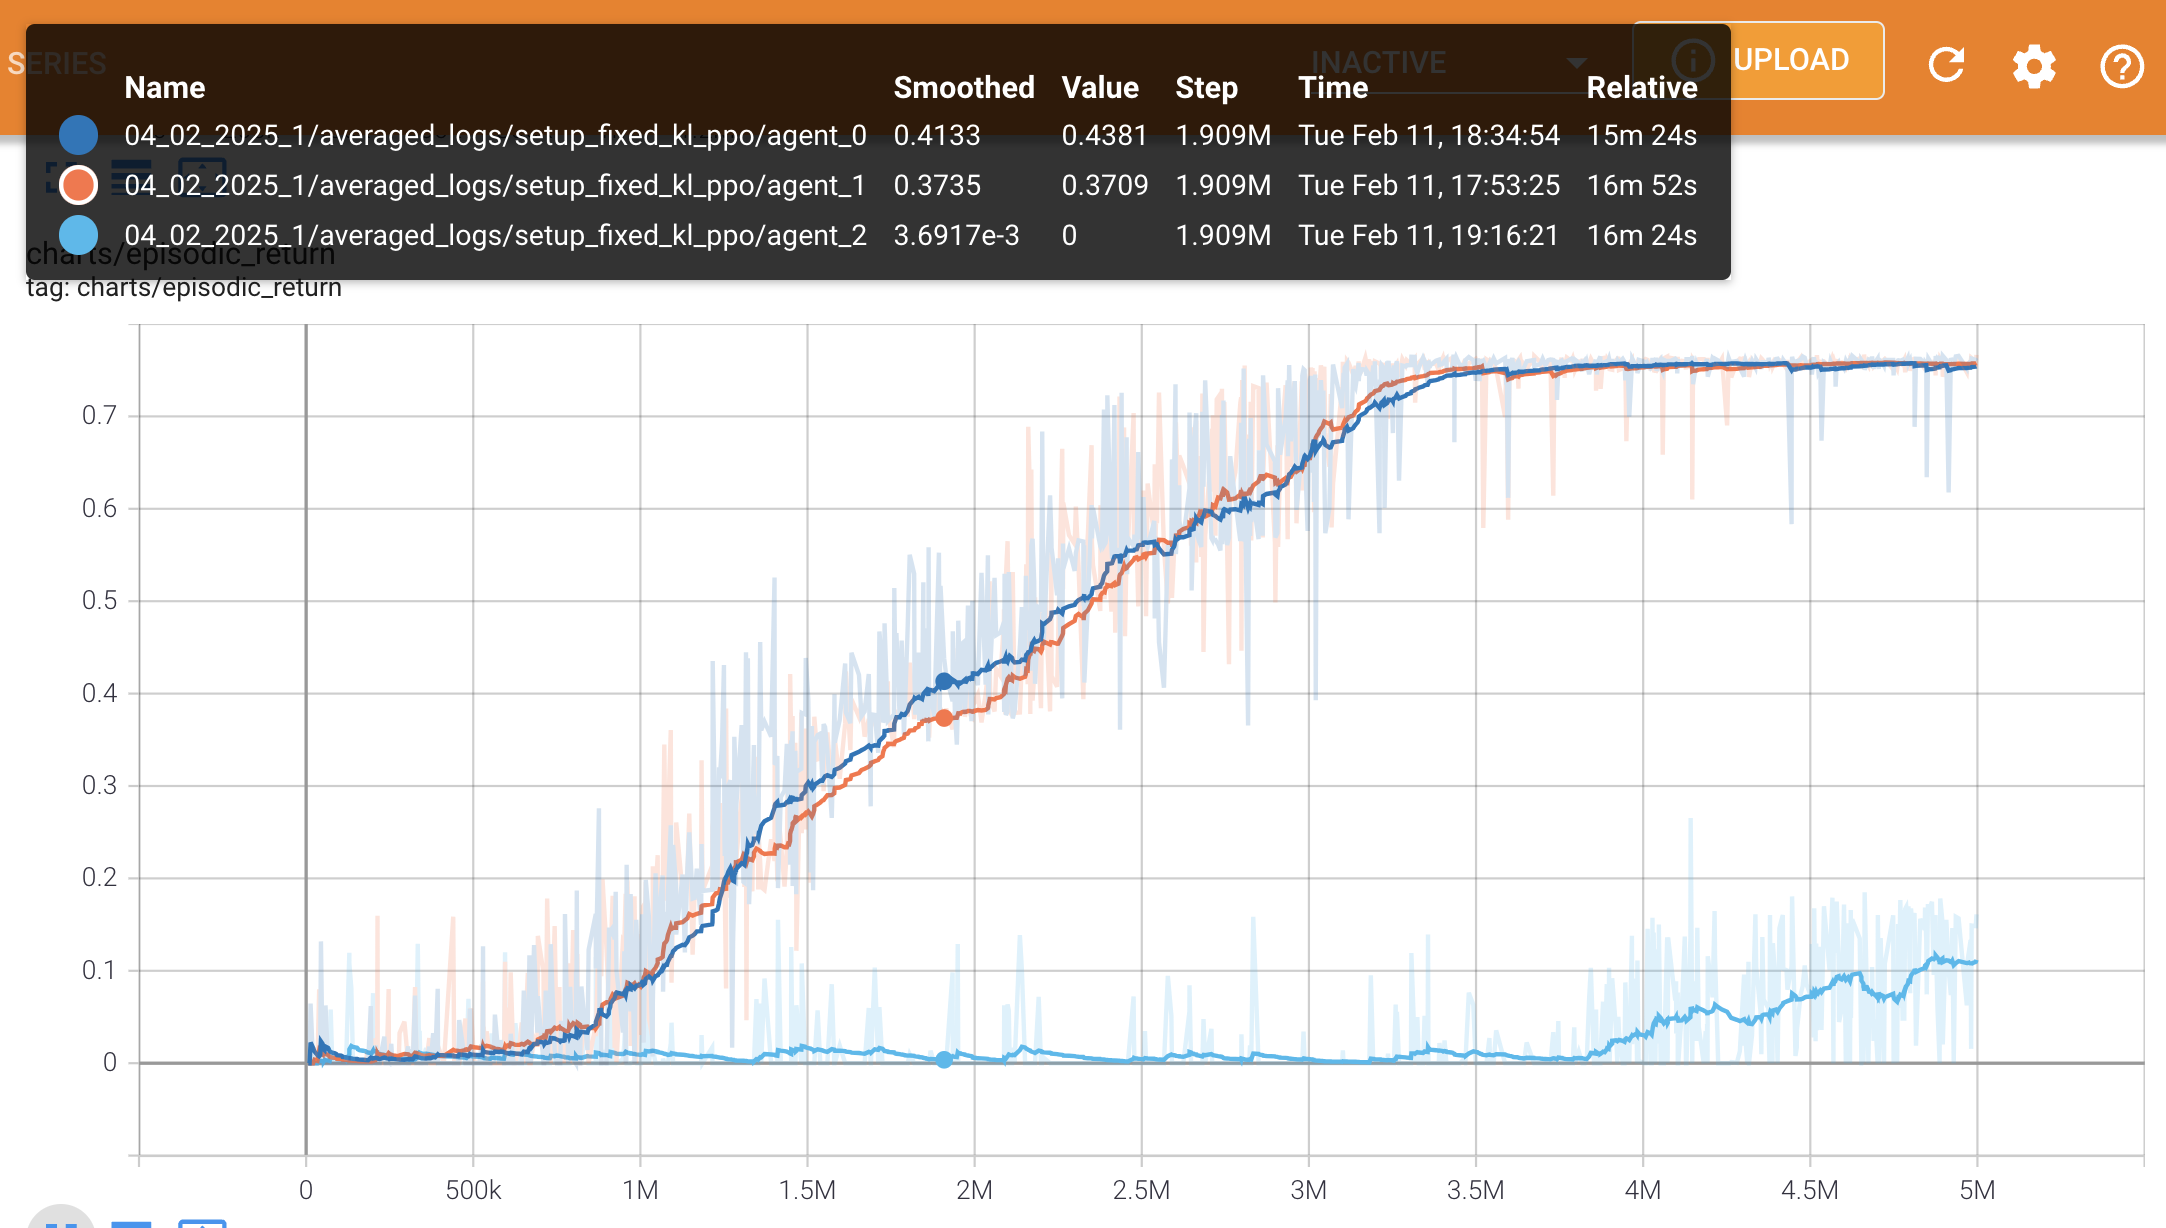 SERIES
INACTIVE
UPLOAD
Name Smoothed Value Step Time Relative
04_02_2025_1/averaged_logs/setup_fixed_kl_ppo/agent_0 0.4133 0.4381 1.909M Tue Feb 11, 18:34:54 15m 24s
04_02_2025_1/averaged_logs/setup_fixed_kl_ppo/agent_1 0.3735 0.3709 1.909M Tue Feb 11, 17:53:25 16m 52s
04_02_2025_1/averaged_logs/setup_fixed_kl_ppo/agent_2 3.6917e-3 0 1.909M Tue Feb 11, 19:16:21 16m 24s
charts/episodic_return
tag: charts/episodic_return
0.7
0.6
0.5
0.4
0.3
0.2
0.1
0
0 500k 1M 1.5M 2M 2.5M 3M 3.5M 4M 4.5M 5M